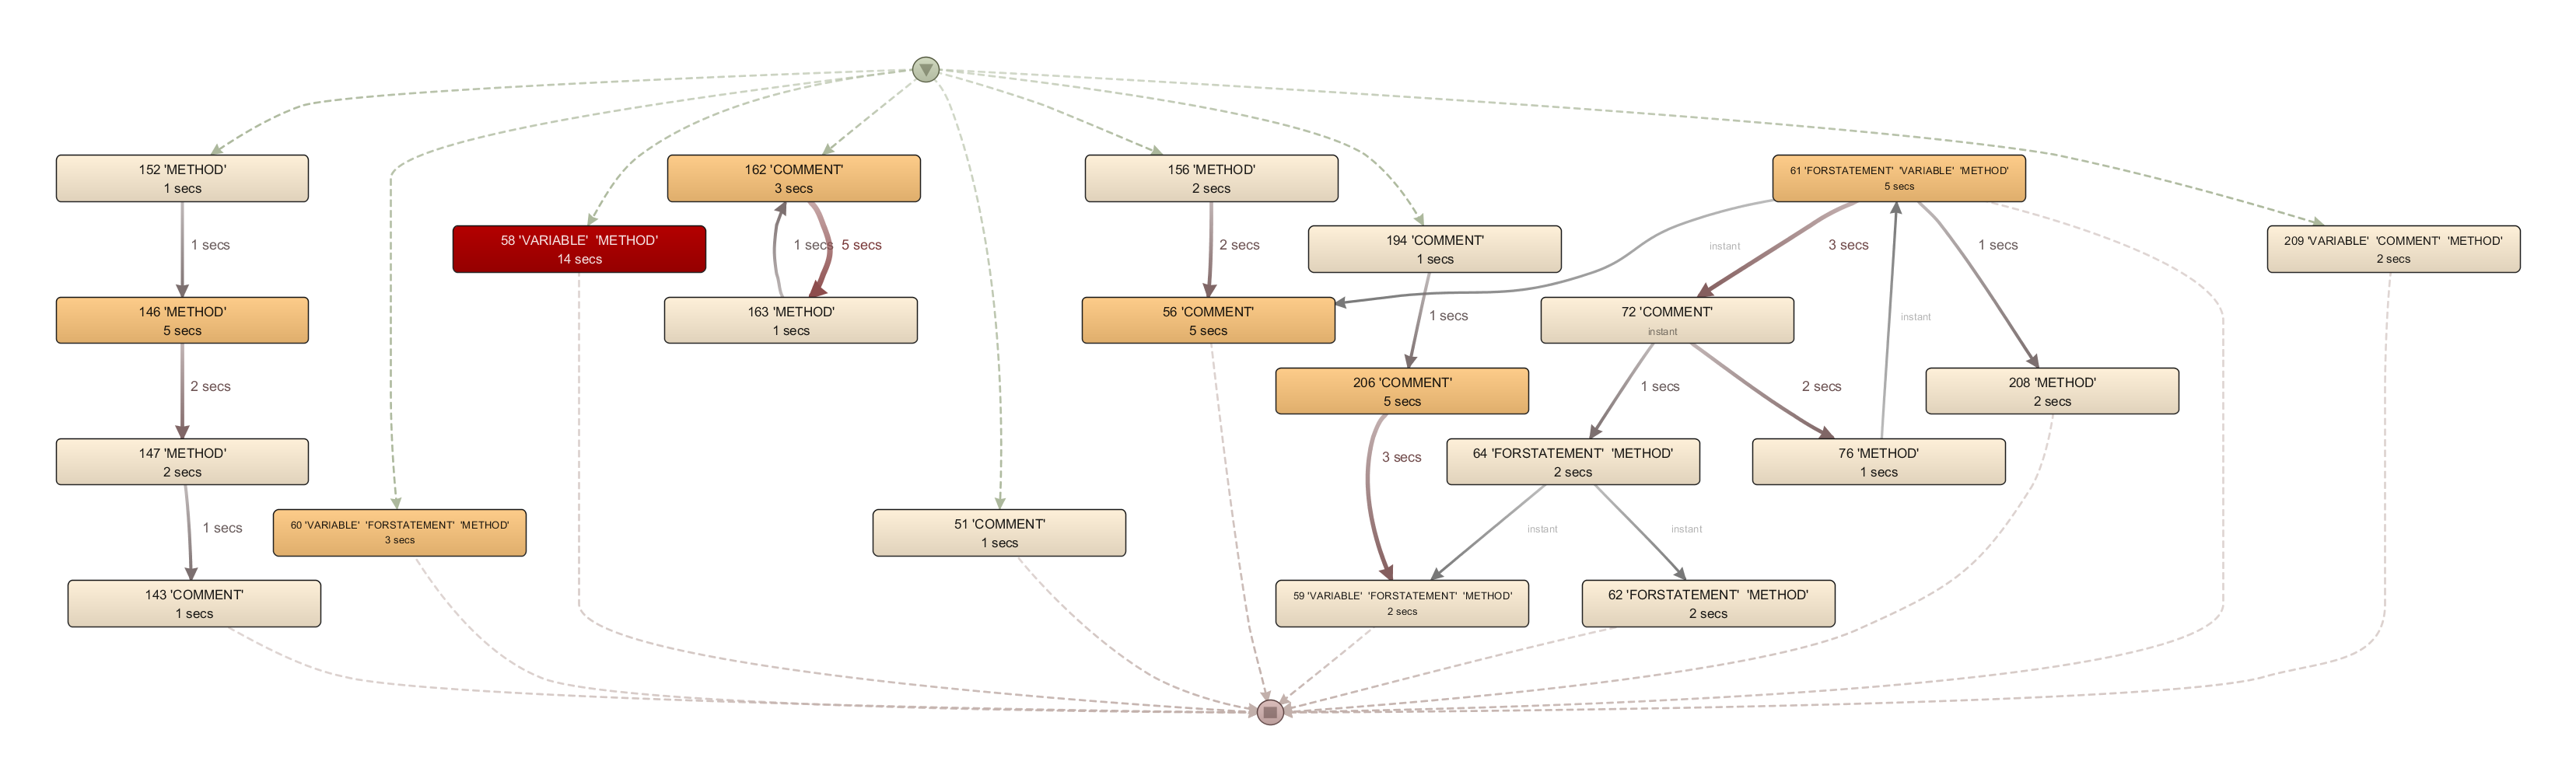 152 'METHOD'
1 secs
162 'COMMENT'
3 secs
156 'METHOD'
2 secs
61 'FORSTATEMENT' 'VARIABLE' 'METHOD'
5 secs
58 'VARIABLE' 'METHOD'
14 secs
194 'COMMENT'
1 secs
209 'VARIABLE' 'COMMENT' 'METHOD'
2 secs
1 secs
1 secs
5 secs
2 secs
instant
3 secs
1 secs
146 'METHOD'
5 secs
163 'METHOD'
1 secs
56 'COMMENT'
5 secs
72 'COMMENT'
instant
1 secs
instant
2 secs
206 'COMMENT'
5 secs
1 secs
2 secs
208 'METHOD'
2 secs
147 'METHOD'
2 secs
3 secs
64 'FORSTATEMENT' 'METHOD'
2 secs
76 'METHOD'
1 secs
1 secs
60 'VARIABLE' 'FORSTATEMENT' 'METHOD'
3 secs
51 'COMMENT'
1 secs
instant
instant
143 'COMMENT'
1 secs
59 'VARIABLE' 'FORSTATEMENT' 'METHOD'
2 secs
62 'FORSTATEMENT' 'METHOD'
2 secs